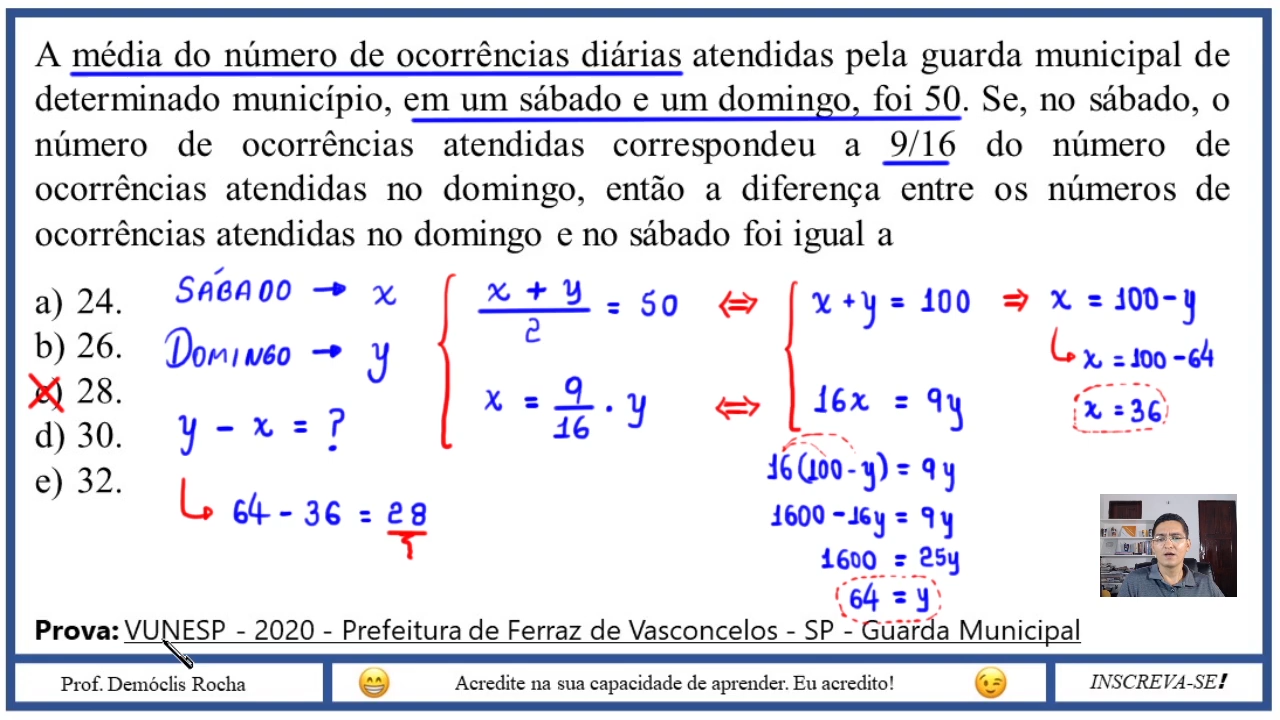 A média do número de ocorrências diárias atendidas pela guarda municipal de
determinado município, em um sábado e um domingo, foi 50. Se, no sábado, o
número de ocorrências atendidas correspondeu a 9/16 do número de
ocorrências atendidas no domingo, então a diferença entre os números de
ocorrências atendidas no domingo e no sábado foi igual a
a) 24.
b) 26.
c) 28.
d) 30.
e) 32.
SÁBADO → x
DOMINGO → y
y - x = ?
64 - 36 = 28
x + y / 2 = 50
x = 9/16 . y
⇔ x + y = 100 ⇒ x = 100 - y
x = 100 - 64
x = 36
⇔ 16x = 9y
16(100 - y) = 9y
1600 - 16y = 9y
1600 = 25y
64 = y
Prova: VUNESP - 2020 - Prefeitura de Ferraz de Vasconcelos - SP - Guarda Municipal
Prof. Demóclis Rocha
Acredite na sua capacidade de aprender. Eu acredito!
INSCREVA-SE!